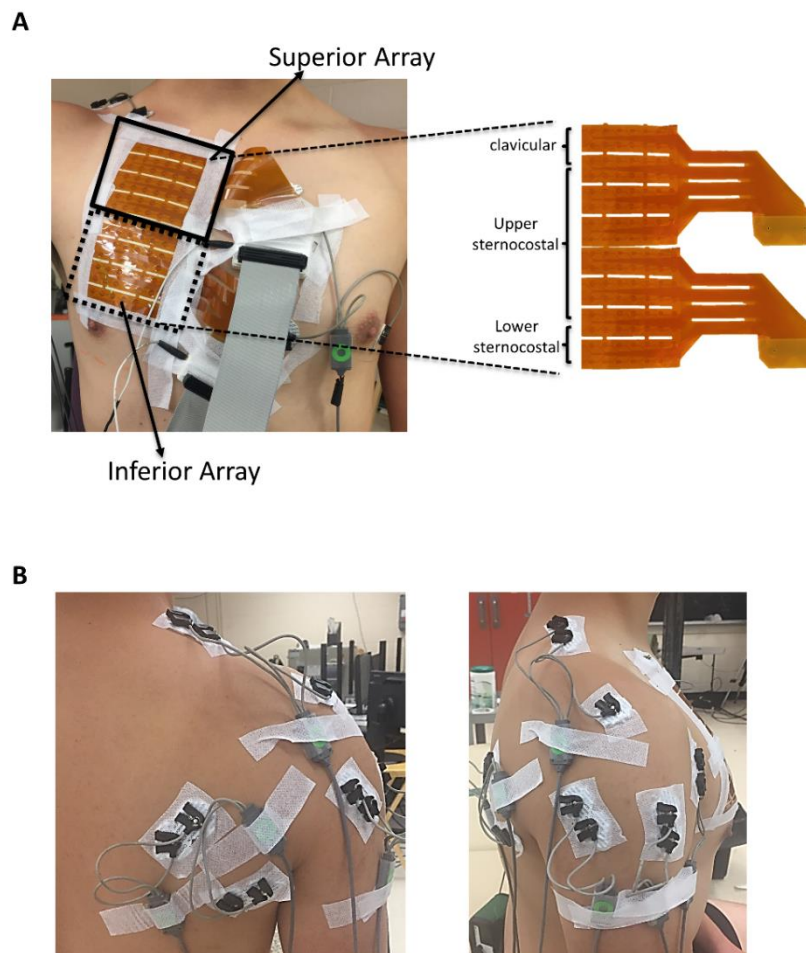 A
Superior Array
clavicular
Upper
sternocostal
Lower
sternocostal
Inferior Array
B